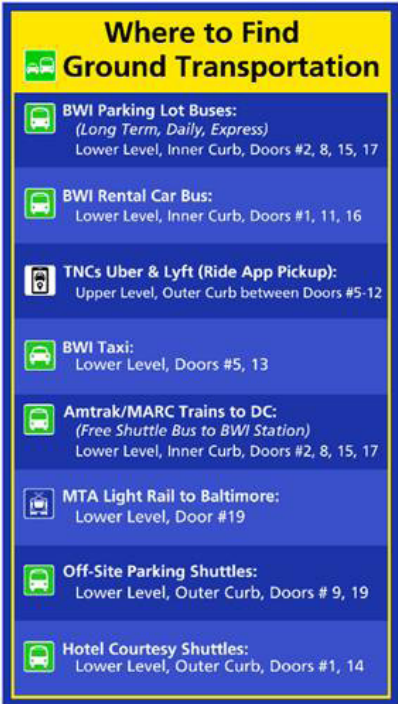 Where to Find
Ground Transportation
BWI Parking Lot Buses:
(Long Term, Daily, Express)
Lower Level, Inner Curb, Doors #2, 8, 15, 17
BWI Rental Car Bus:
Lower Level, Inner Curb, Doors #1, 11, 16
TNCs Uber & Lyft (Ride App Pickup):
Upper Level, Outer Curb between Doors #5-12
BWI Taxi:
Lower Level, Doors #5, 13
Amtrak/MARC Trains to DC:
(Free Shuttle Bus to BWI Station)
Lower Level, Inner Curb, Doors #2, 8, 15, 17
MTA Light Rail to Baltimore:
Lower Level, Door #19
Off-Site Parking Shuttles:
Lower Level, Outer Curb, Doors # 9, 19
Hotel Courtesy Shuttles:
Lower Level, Outer Curb, Doors #1, 14